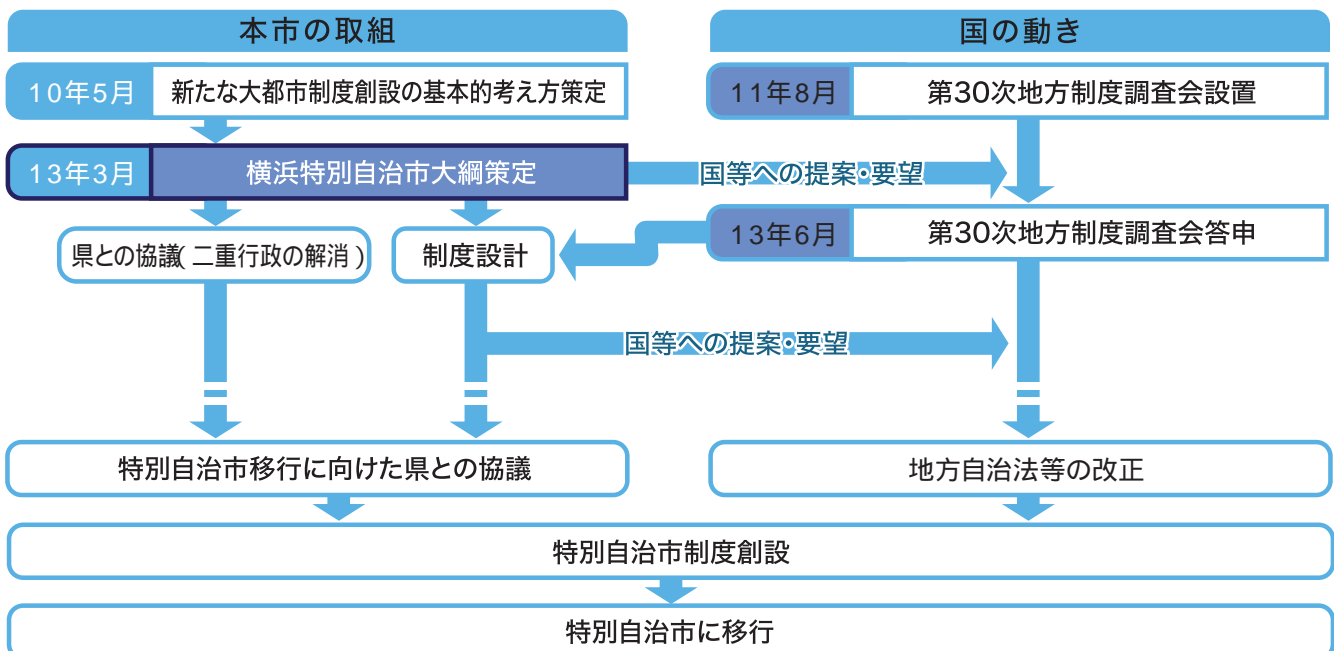 本市の取組
国の動き
10年5月 新たな大都市制度創設の基本的考え方策定
11年8月 第30次地方制度調査会設置
13年3月 横浜特別自治市大綱策定
国等への提案・要望
13年6月 第30次地方制度調査会答申
県との協議(二重行政の解消)
制度設計
国等への提案・要望
特別自治市移行に向けた県との協議
地方自治法等の改正
特別自治市制度創設
特別自治市に移行